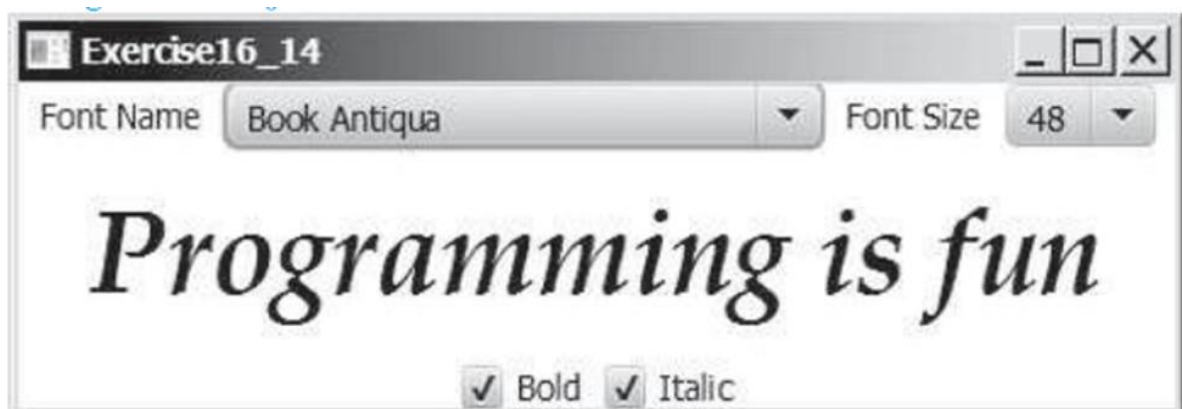 Exercise16_14
Font Name Book Antiqua Font Size 48
Programming is fun
Bold Italic